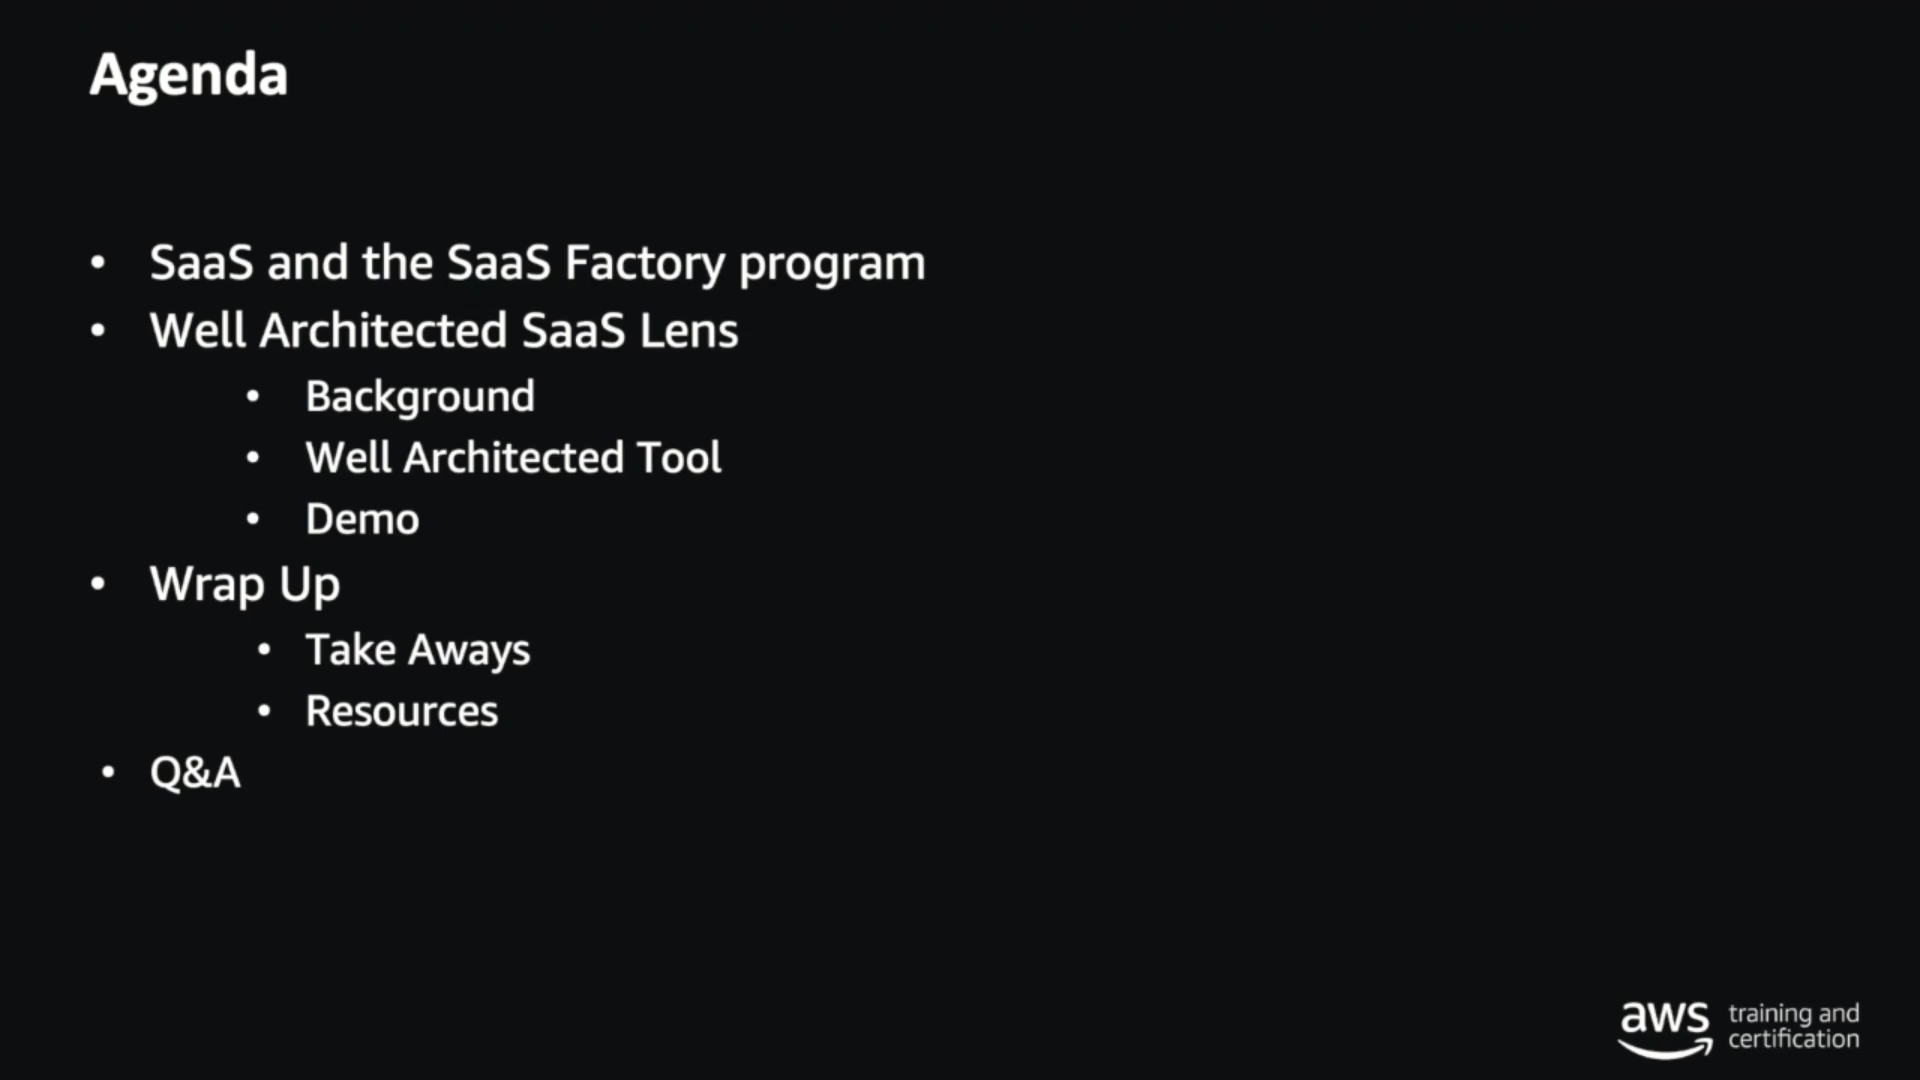 Agenda
• SaaS and the SaaS Factory program
• Well Architected SaaS Lens
• Background
• Well Architected Tool
• Demo
• Wrap Up
• Take Aways
• Resources
• Q&A
aws training and
certification